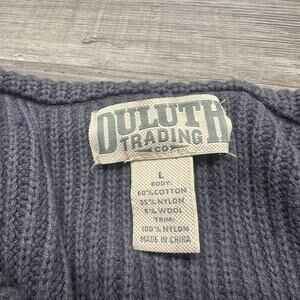 DULUTH
TRADING
CO
L
BODY:
60%COTTON
35%NYLON
5%WOOL
TRIM:
100%NYLON
MADE IN CHINA